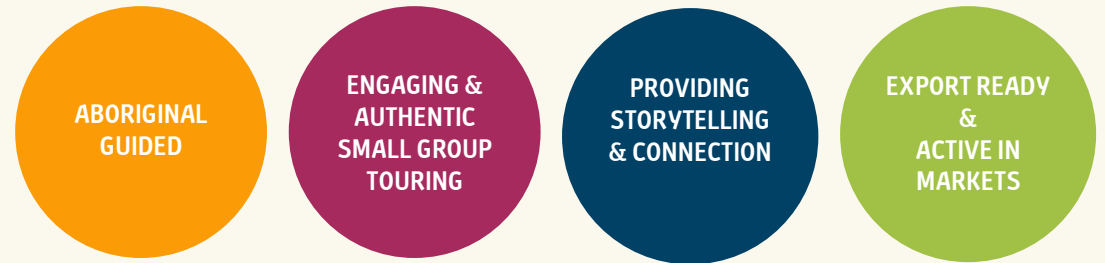 ABORIGINAL
GUIDED
ENGAGING &
AUTHENTIC
SMALL GROUP
TOURING
PROVIDING
STORYTELLING
& CONNECTION
EXPORT READY
&
ACTIVE IN
MARKETS